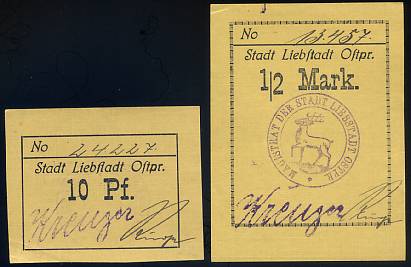 No 24227
Stadt Liebstadt Ostpr.
10 Pf.
Kreuzer
No 13457.
Stadt Liebstadt Ostpr.
1/2 Mark.
MAGISTRAT DER STADT LIEBSTADT OSTPR.
Kreuzer